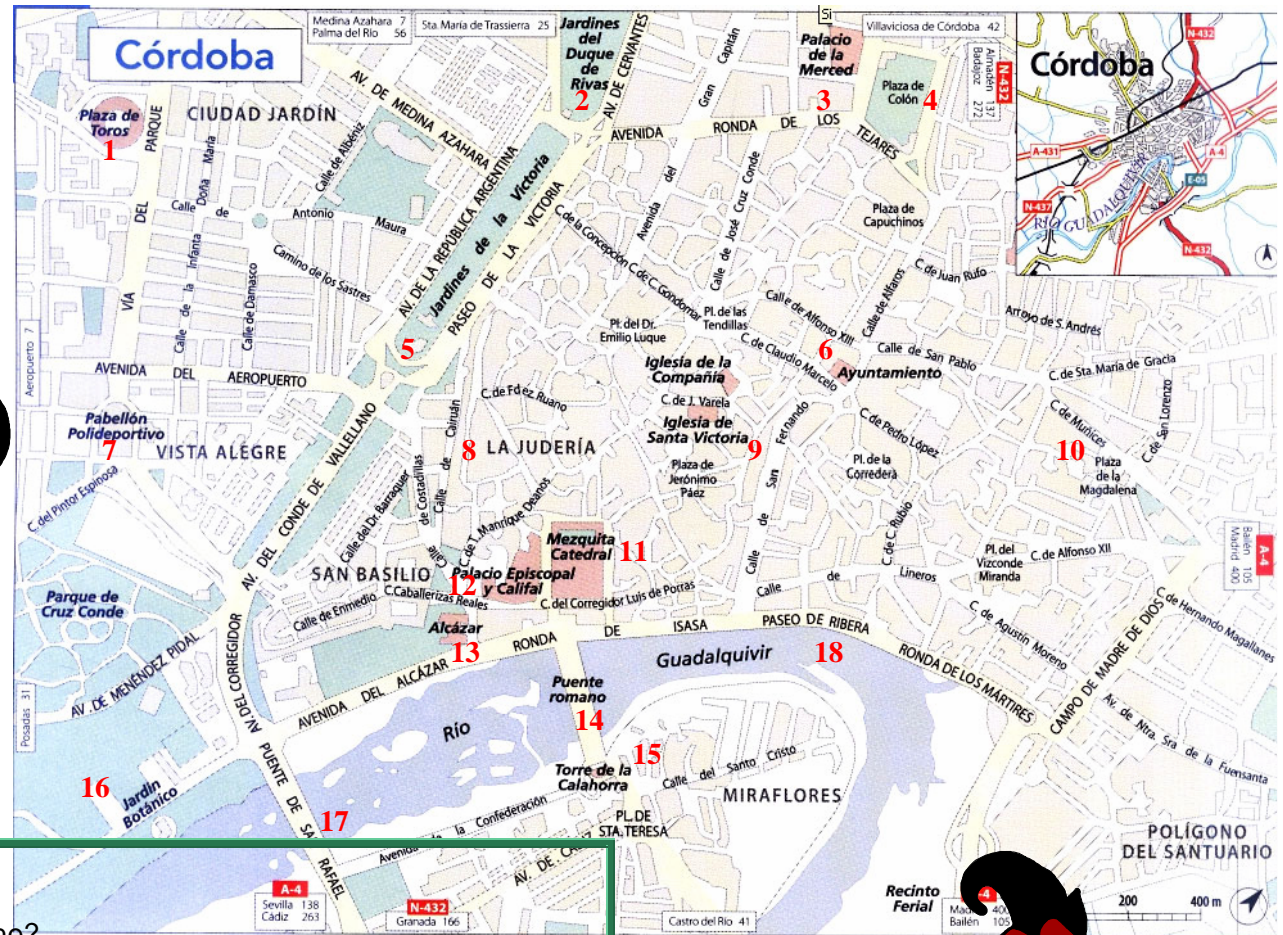 Córdoba
Medina Azahara 7
Palma del Río 56
Sta. María de Trassierra 25
Jardines
del
Duque
de
Rivas
2
AV. DE CERVANTES
Gran Capitán
Si
Palacio
de la
Merced
3
Villaviciosa de Córdoba 42
Plaza de
Colón
4
Almadén 137
Badajoz 272
N-432
Córdoba
N-432
A-431
A-4
E-05
N-437
RÍO GUADALQUIVIR
N-432
Plaza de
Toros
1
CIUDAD JARDÍN
AV. DE MEDINA AZAHARA
AVENIDA RONDA DE LOS TEJARES
VÍA DEL PARQUE
Calle de Albéniz
Calle de Antonio Maura
Calle de la Infanta Doña María
Calle de Damasco
Camino de los Sastres
AV. DE LA REPÚBLICA ARGENTINA
Jardines de la Victoria
PASEO DE LA VICTORIA
5
C. de la Concepción
C. de C. Gondomar
Avenida del
Calle de José Cruz Conde
Plaza de
Capuchinos
C. de Juan Rufo
Calle de Alfaros
Calle de Alfonso XIII
Pl. de las
Tendillas
Pl. del Dr.
Emilio Luque
C. de Claudio Marcelo
6
Ayuntamiento
Calle de San Pablo
Arroyo de S. Andrés
C. de Sta. María de Gracia
C. de San Lorenzo
Iglesia de la
Compañía
C. de J. Varela
Iglesia de
Santa Victoria
9
Calle de San Fernando
Plaza de
Jerónimo
Páez
C. de Pedro López
Pl. de la
Corredera
C. de Muñices
10
Plaza
de la
Magdalena
Aeropuerto 7
AVENIDA DEL AEROPUERTO
Pabellón
Polideportivo
7
VISTA ALEGRE
C. del Pintor Espinosa
AV. DEL CONDE DE VALLELLANO
Calle de Cairuán
8
LA JUDERÍA
Calle de Costadillas
Calle del Dr. Barraquer
C. de T. Manrique Deanos
Mezquita
Catedral
11
SAN BASILIO
12
Palacio Episcopal
y Califal
C. Caballerizas Reales
Calle de Enmedio
C. del Corregidor Luis de Porras
Calle de Lineros
C. de C. Rubio
Pl. del
Vizconde
Miranda
C. de Alfonso XII
Bailén 105
Madrid 400
A-4
C. de Hernando Magallanes
C. de Agustín Moreno
CAMPO DE MADRE DE DIOS
Av. de Ntra. Sra. de la Fuensanta
Parque de
Cruz Conde
AV. DE MENÉNDEZ PIDAL
AV. DEL CORREGIDOR
Posadas 31
Alcázar
13
AVENIDA DEL ALCÁZAR
RONDA DE ISASA
PASEO DE RIBERA
18
RONDA DE LOS MÁRTIRES
Río Guadalquivir
Puente
romano
14
15
Torre de la
Calahorra
Calle del Santo Cristo
MIRAFLORES
PL. DE
STA. TERESA
16
Jardín
Botánico
17
Avenida de la Confederación
POLÍGONO
DEL SANTUARIO
Recinto
Ferial
200 400 m
A-4
Sevilla 138
Cádiz 263
N-432
Granada 166
Castro del Río 41
Bailén 105